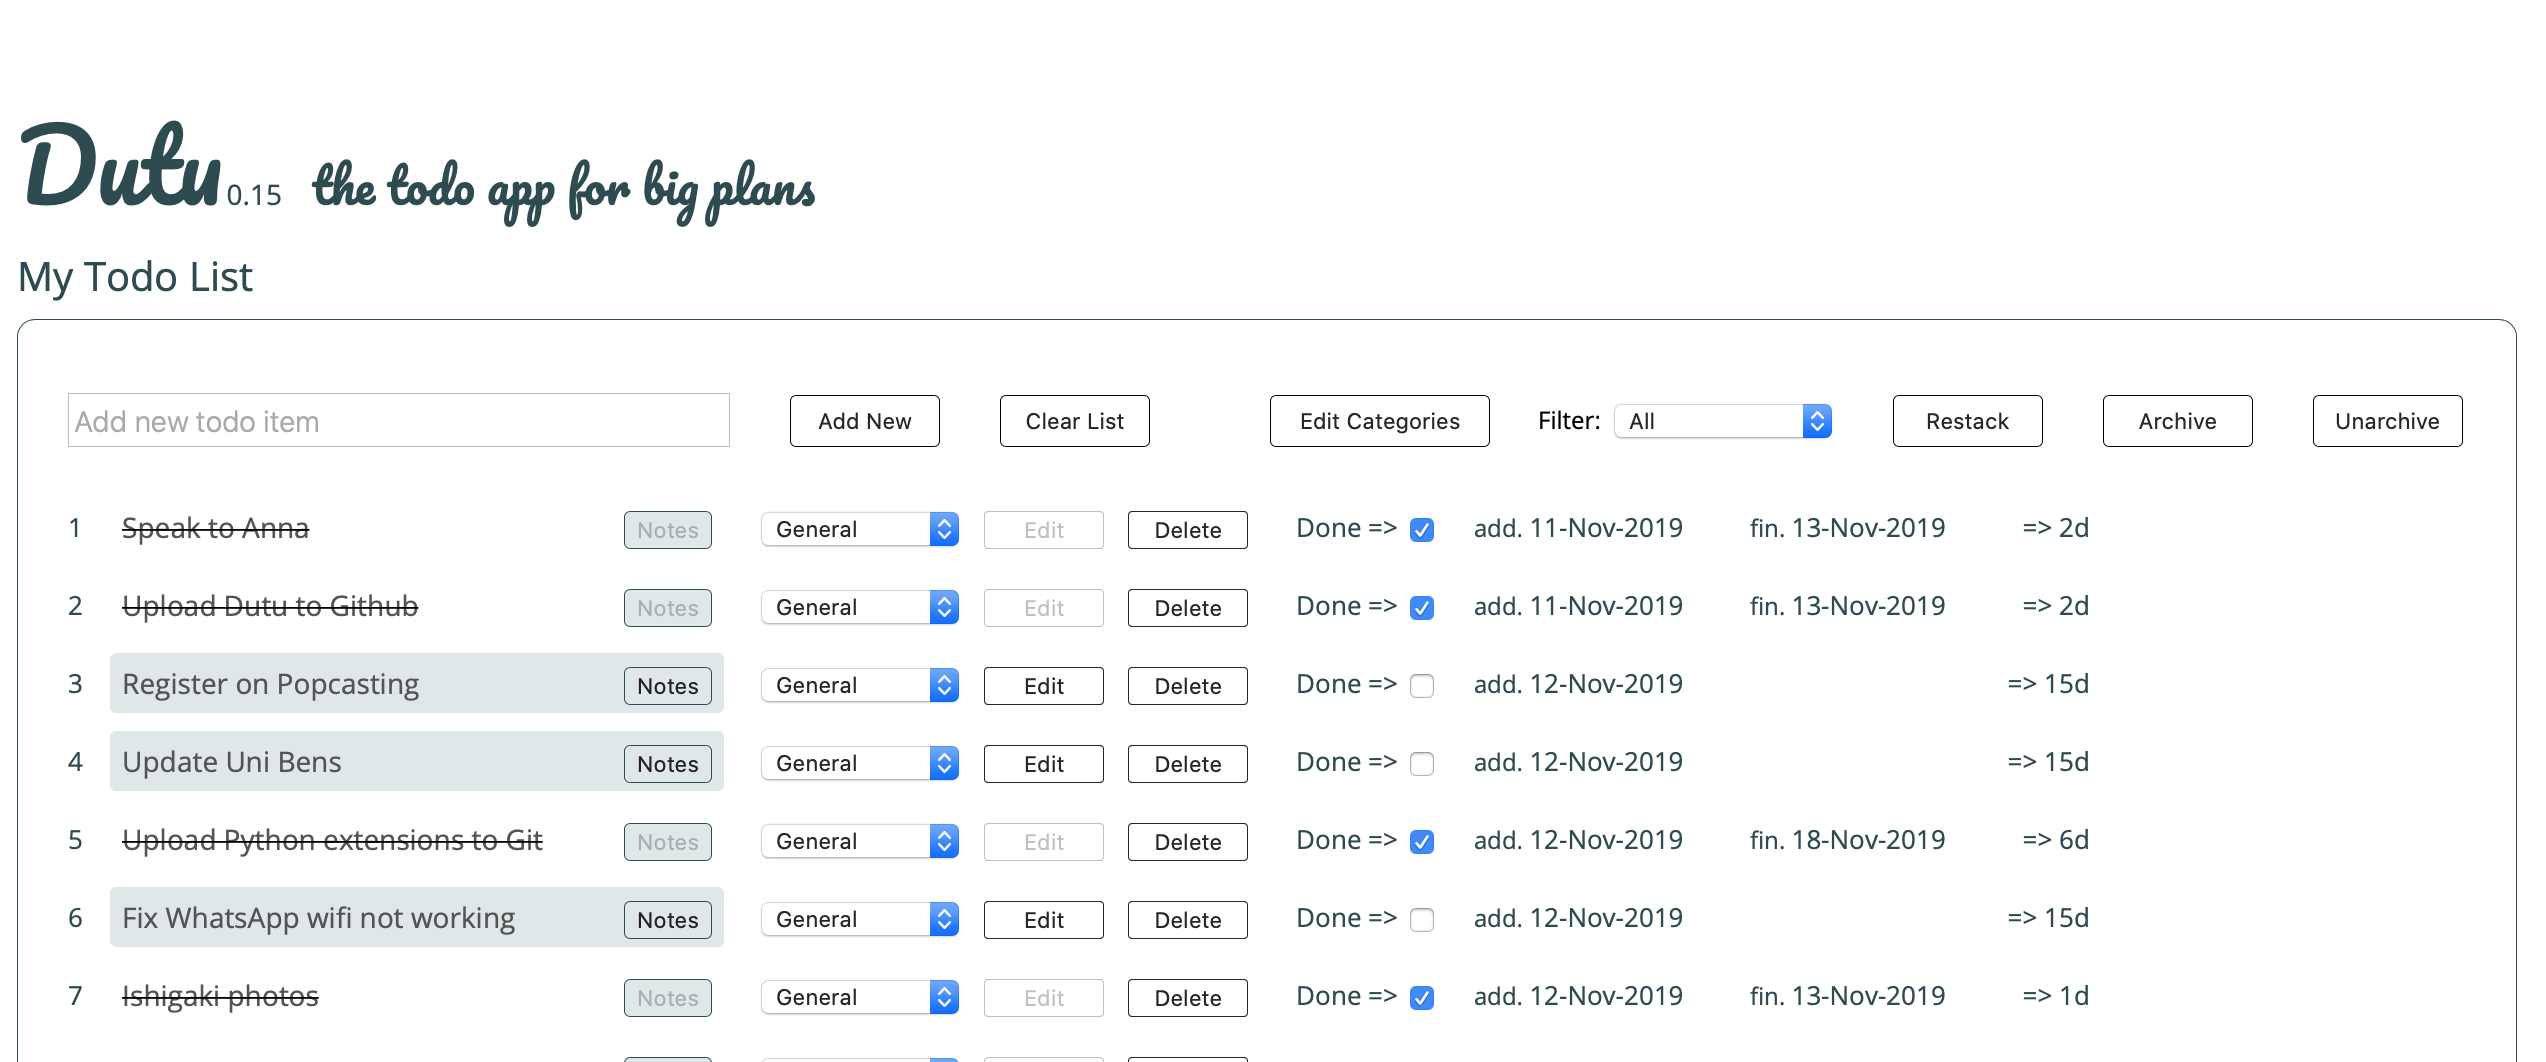 Dutu 0.15 the todo app for big plans
My Todo List
Add new todo item Add New Clear List Edit Categories Filter: All Restack Archive Unarchive
1 Speak to Anna Notes General Edit Delete Done => add. 11-Nov-2019 fin. 13-Nov-2019 => 2d
2 Upload Dutu to Github Notes General Edit Delete Done => add. 11-Nov-2019 fin. 13-Nov-2019 => 2d
3 Register on Popcasting Notes General Edit Delete Done => add. 12-Nov-2019 => 15d
4 Update Uni Bens Notes General Edit Delete Done => add. 12-Nov-2019 => 15d
5 Upload Python extensions to Git Notes General Edit Delete Done => add. 12-Nov-2019 fin. 18-Nov-2019 => 6d
6 Fix WhatsApp wifi not working Notes General Edit Delete Done => add. 12-Nov-2019 => 15d
7 Ishigaki photos Notes General Edit Delete Done => add. 12-Nov-2019 fin. 13-Nov-2019 => 1d